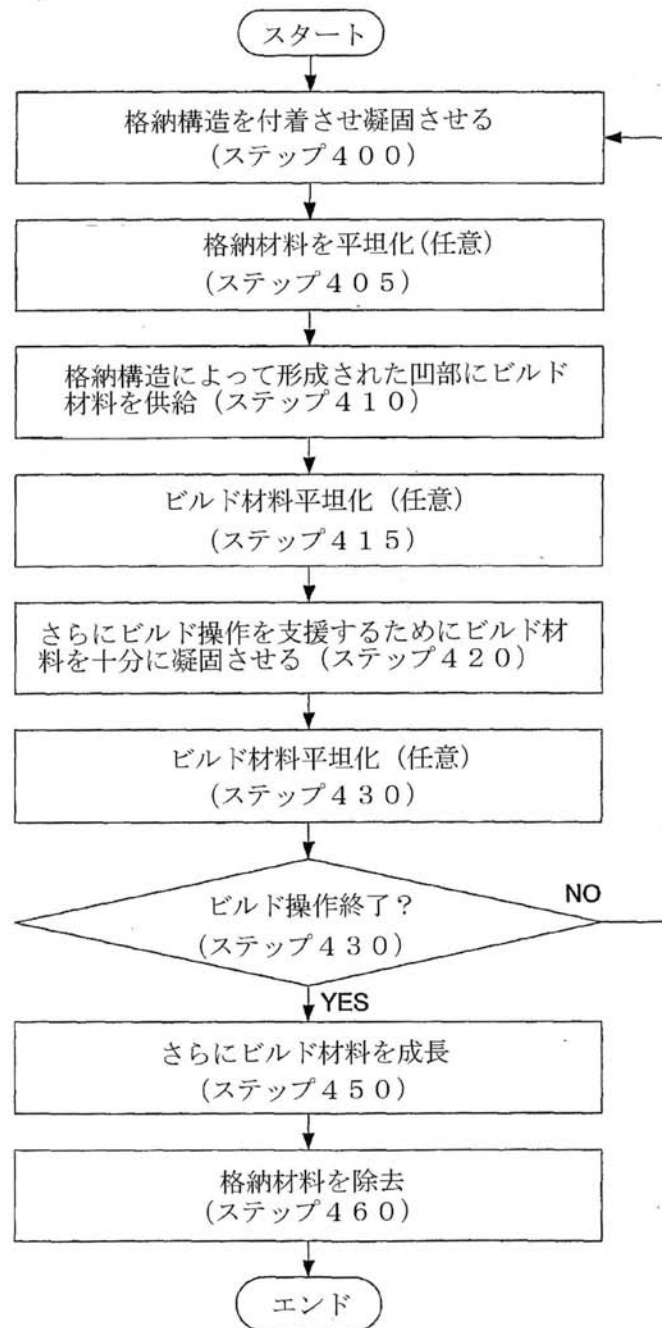 スタート
格納構造を付着させ凝固させる
(ステップ400)
格納材料を平坦化(任意)
(ステップ405)
格納構造によって形成された凹部にビルド
材料を供給(ステップ410)
ビルド材料平坦化(任意)
(ステップ415)
さらにビルド操作を支援するためにビルド材
料を十分に凝固させる(ステップ420)
ビルド材料平坦化(任意)
(ステップ430)
ビルド操作終了?
(ステップ430)
NO
YES
さらにビルド材料を成長
(ステップ450)
格納材料を除去
(ステップ460)
エンド